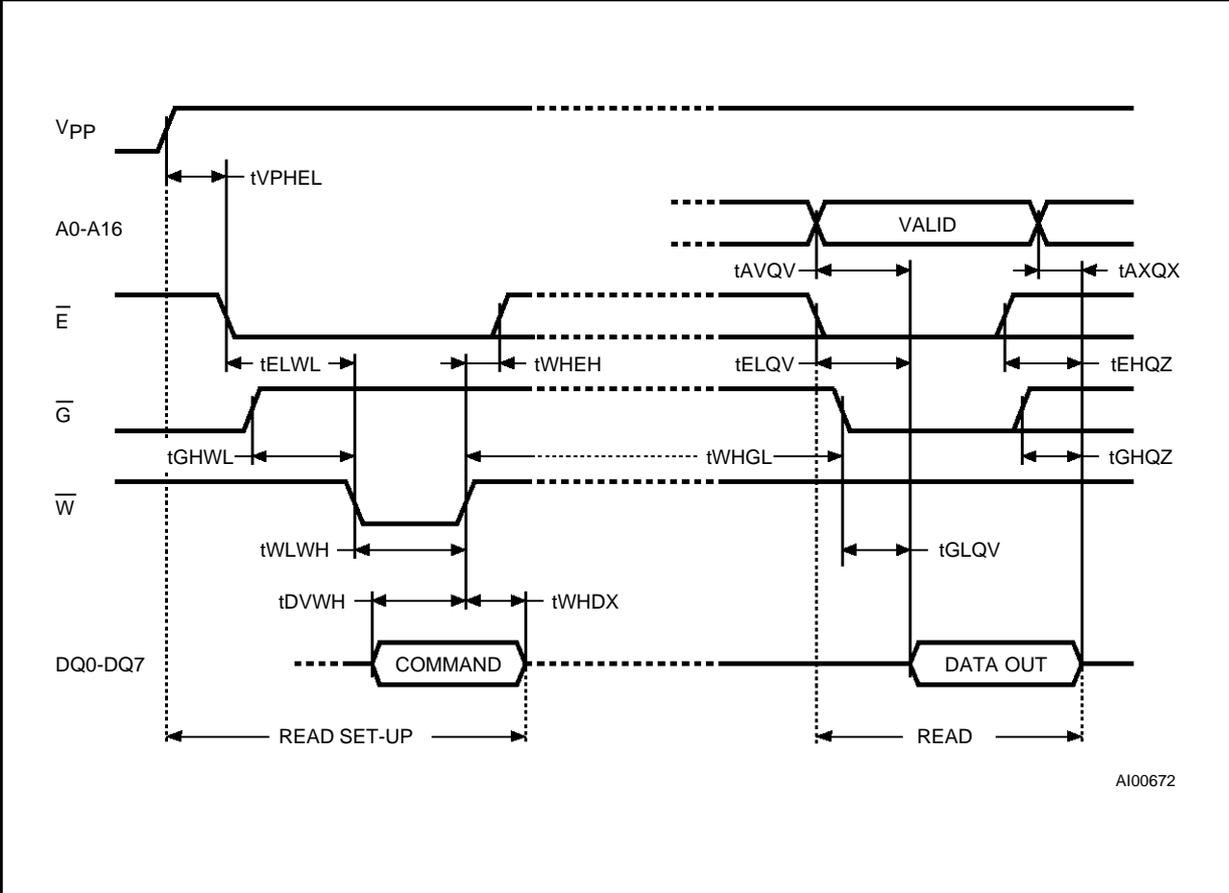 VPP
tVPHEL
A0-A16
VALID
tAVQV
tAXQX
E
tELWL
tWHEH
tELQV
tEHQZ
G
tGHWL
tWHGL
tGHQZ
W
tWLWH
tGLQV
tDVWH
tWHDX
DQ0-DQ7
COMMAND
DATA OUT
READ SET-UP
READ
AI00672